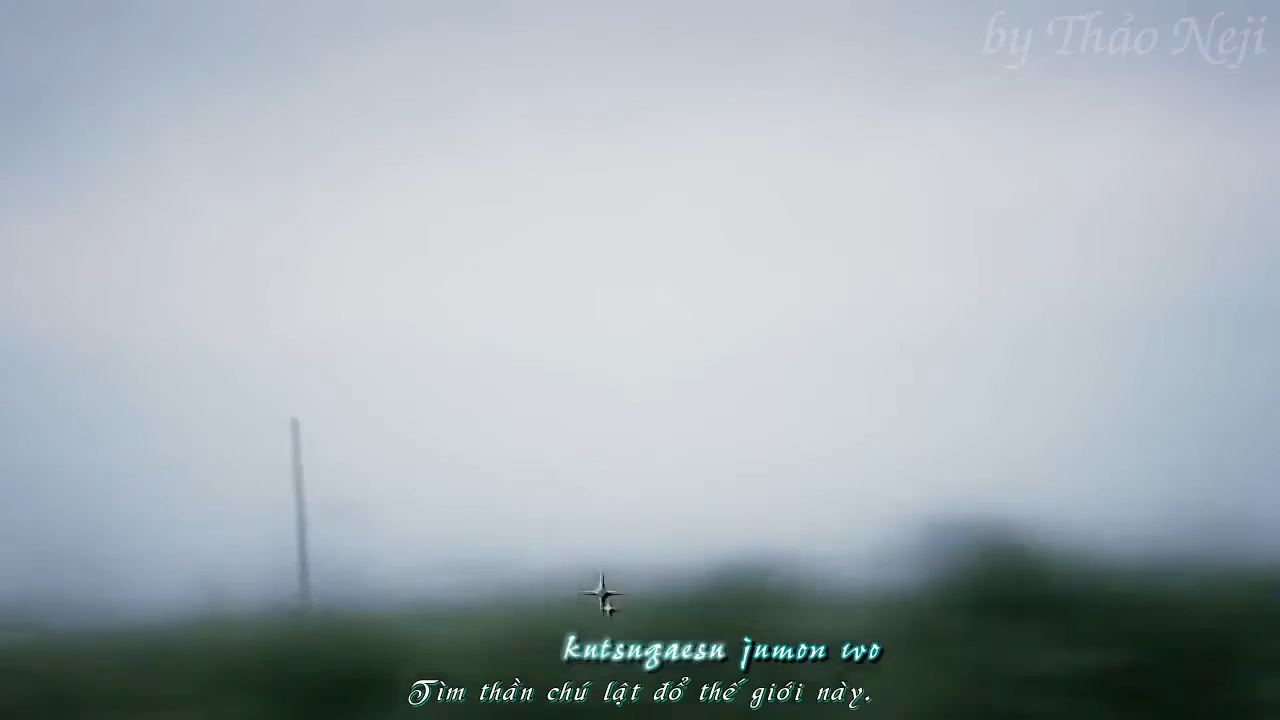 by Thảo Neji
kutsugaesu jumon wo
Tìm thần chú lật đổ thế giới này.